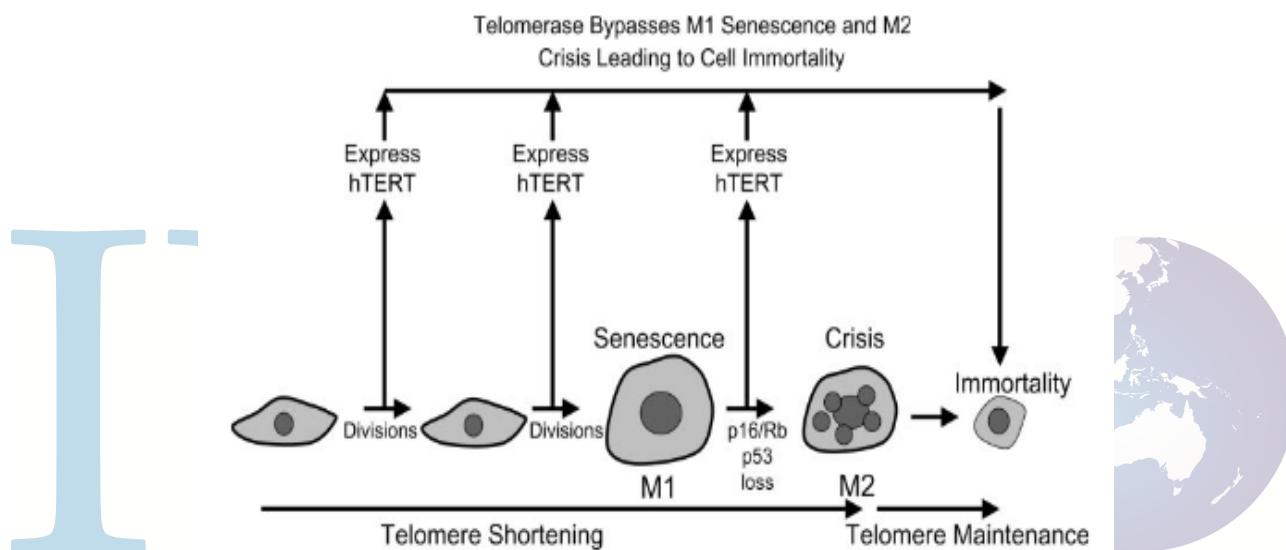 Telomerase Bypasses M1 Senescence and M2
Crisis Leading to Cell Immortality
Express
hTERT
Express
hTERT
Express
hTERT
Senescence
Crisis
Immortality
Divisions
Divisions
p16/Rb
p53
loss
M1
M2
Telomere Shortening
Telomere Maintenance